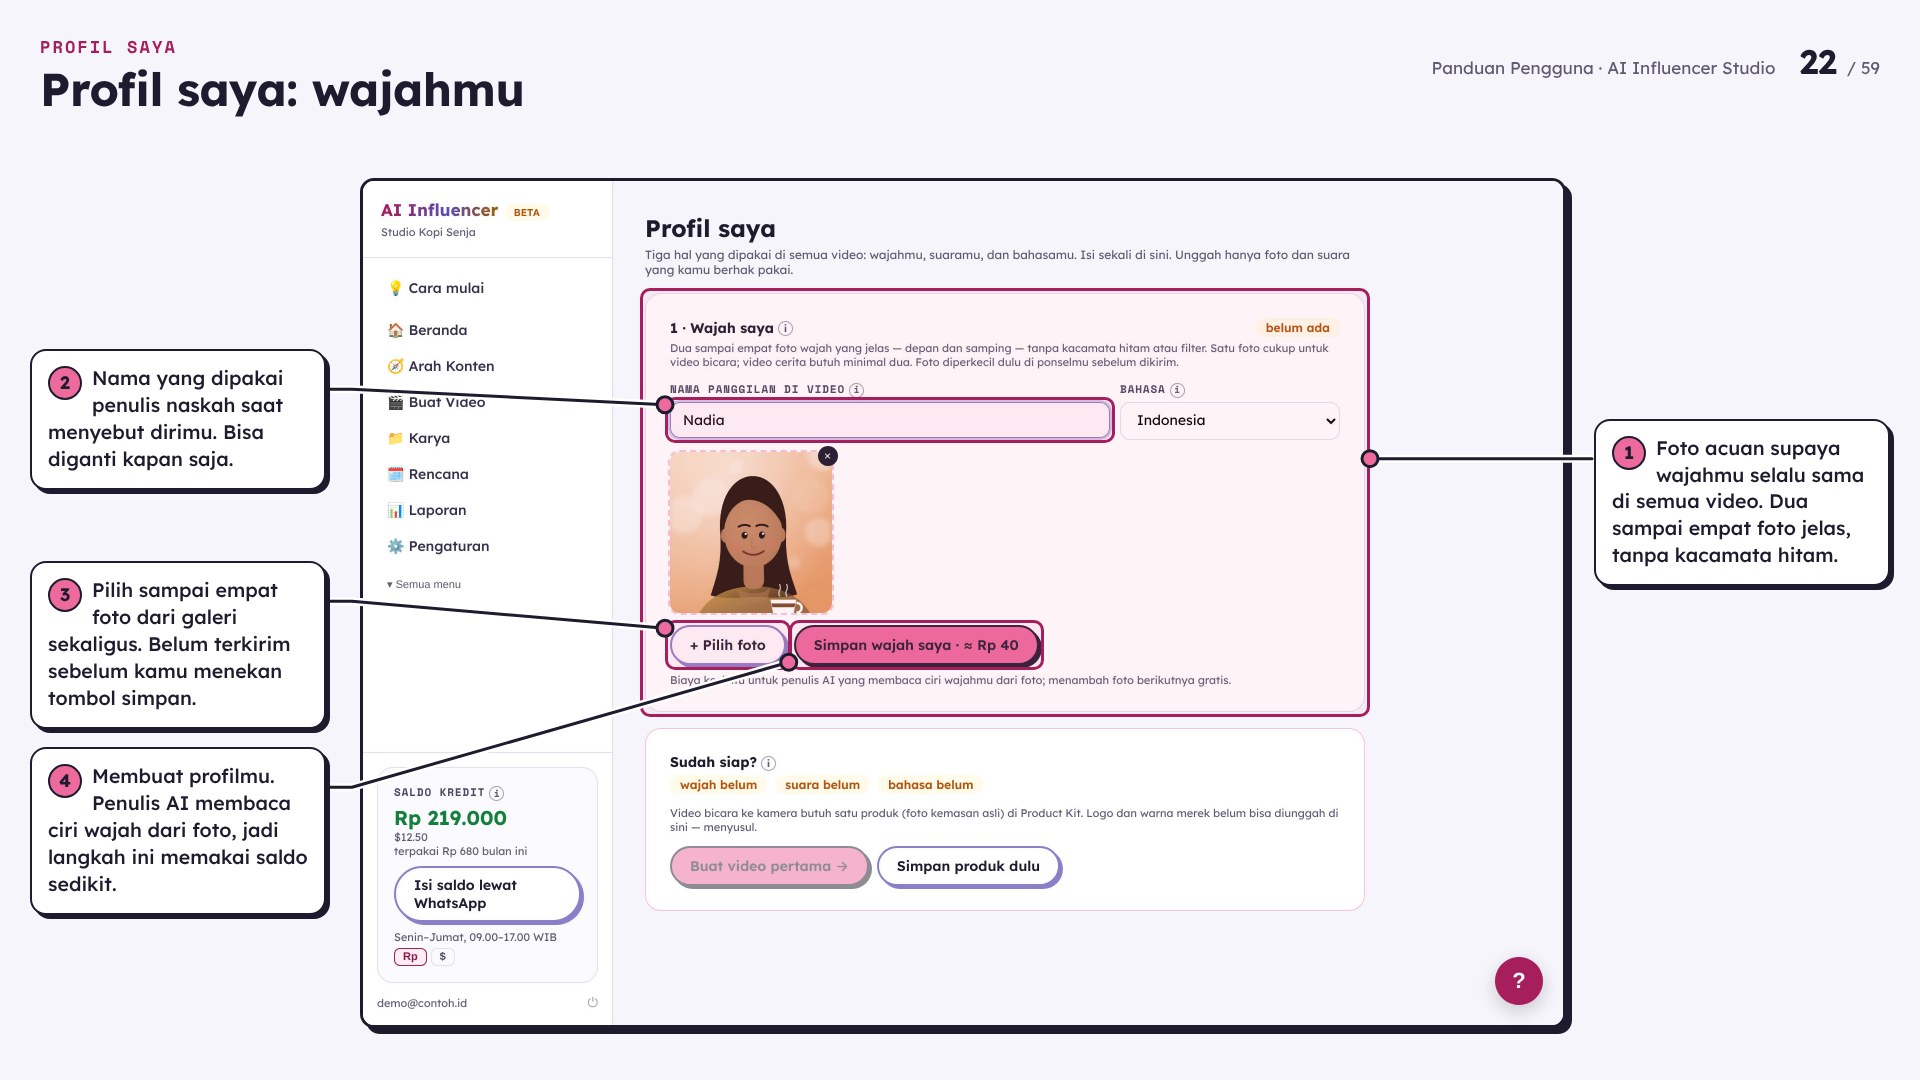 PROFIL SAYA
Profil saya: wajahmu
Panduan Pengguna · AI Influencer Studio 22 / 59
AI Influencer BETA
Studio Kopi Senja
💡 Cara mulai
🏠 Beranda
🧭 Arah Konten
🎬 Buat Video
📁 Karya
🗓️ Rencana
📊 Laporan
⚙️ Pengaturan
▾ Semua menu
SALDO KREDIT ⓘ
Rp 219.000
$12.50
terpakai Rp 680 bulan ini
Isi saldo lewat
WhatsApp
Senin–Jumat, 09.00–17.00 WIB
Rp $
demo@contoh.id
Profil saya
Tiga hal yang dipakai di semua video: wajahmu, suaramu, dan bahasamu. Isi sekali di sini. Unggah hanya foto dan suara
yang kamu berhak pakai.
1 · Wajah saya ⓘ belum ada
Dua sampai empat foto wajah yang jelas — depan dan samping — tanpa kacamata hitam atau filter. Satu foto cukup untuk
video bicara; video cerita butuh minimal dua. Foto diperkecil dulu di ponselmu sebelum dikirim.
NAMA PANGGILAN DI VIDEO ⓘ BAHASA ⓘ
Nadia Indonesia
×
+ Pilih foto Simpan wajah saya · ≈ Rp 40
Biaya untuk penulis AI yang membaca ciri wajahmu dari foto; menambah foto berikutnya gratis.
Sudah siap? ⓘ
wajah belum suara belum bahasa belum
Video bicara ke kamera butuh satu produk (foto kemasan asli) di Product Kit. Logo dan warna merek belum bisa diunggah di
sini — menyusul.
Buat video pertama → Simpan produk dulu
?
2 Nama yang dipakai
penulis naskah saat
menyebut dirimu. Bisa
diganti kapan saja.
3 Pilih sampai empat
foto dari galeri
sekaligus. Belum terkirim
sebelum kamu menekan
tombol simpan.
4 Membuat profilmu.
Penulis AI membaca
ciri wajah dari foto, jadi
langkah ini memakai saldo
sedikit.
1 Foto acuan supaya
wajahmu selalu sama
di semua video. Dua
sampai empat foto jelas,
tanpa kacamata hitam.